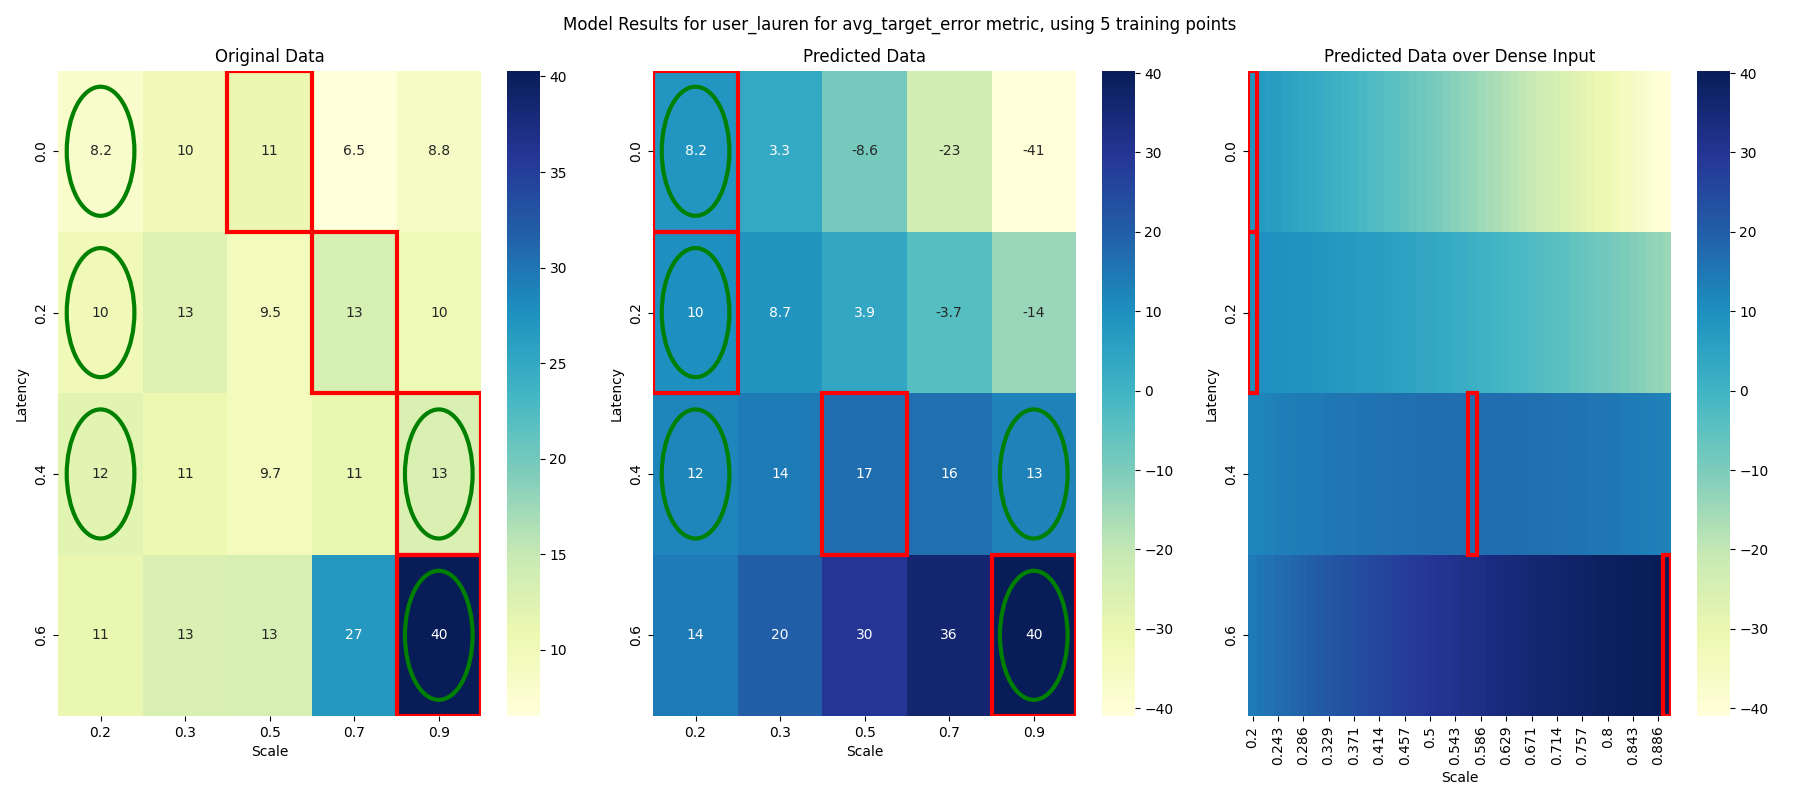 Model Results for user_lauren for avg_target_error metric, using 5 training points
Original Data
Latency
0.0
0.2
0.4
0.6
8.2 10 11 6.5 8.8
10 13 9.5 13 10
12 11 9.7 11 13
11 13 13 27 40
0.2 0.3 0.5 0.7 0.9
Scale
40
35
30
25
20
15
10
Predicted Data
Latency
0.0
0.2
0.4
0.6
8.2 3.3 -8.6 -23 -41
10 8.7 3.9 -3.7 -14
12 14 17 16 13
14 20 30 36 40
0.2 0.3 0.5 0.7 0.9
Scale
40
30
20
10
0
−10
−20
−30
−40
Predicted Data over Dense Input
Latency
0.0
0.2
0.4
0.6
0.2 0.243 0.286 0.329 0.371 0.414 0.457 0.5 0.543 0.586 0.629 0.671 0.714 0.757 0.8 0.843 0.886
Scale
40
30
20
10
0
−10
−20
−30
−40